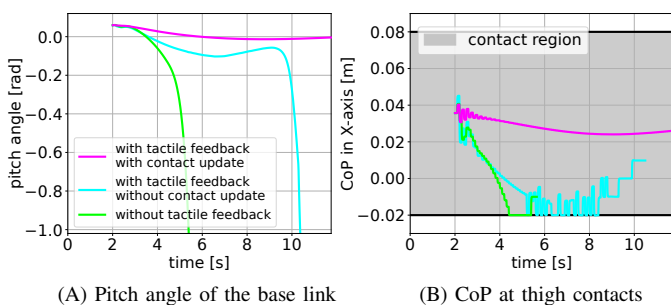 0.0
−0.2
−0.4
−0.6
−0.8
−1.0
pitch angle [rad]
with tactile feedback
with contact update
with tactile feedback
without contact update
without tactile feedback
0 2 4 6 8 10
time [s]
(A) Pitch angle of the base link
0.08
0.06
0.04
0.02
0.00
−0.02
CoP in X-axis [m]
contact region
0 2 4 6 8 10
time [s]
(B) CoP at thigh contacts